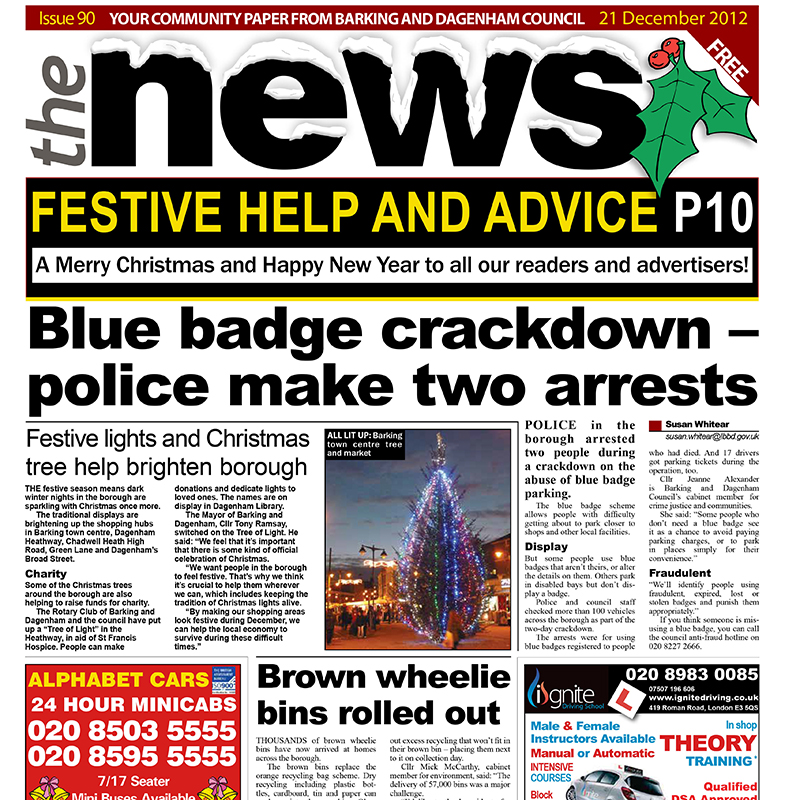 Issue 90 YOUR COMMUNITY PAPER FROM BARKING AND DAGENHAM COUNCIL 21 December 2012
the news
FREE
FESTIVE HELP AND ADVICE P10
A Merry Christmas and Happy New Year to all our readers and advertisers!
Blue badge crackdown –
police make two arrests
Festive lights and Christmas
tree help brighten borough
THE festive season means dark
winter nights in the borough are
sparkling with Christmas once more.
The traditional displays are
brightening up the shopping hubs
in Barking town centre, Dagenham
Heathway, Chadwell Heath High
Road, Green Lane and Dagenham's
Broad Street.
Charity
Some of the Christmas trees
around the borough are also
helping to raise funds for charity.
The Rotary Club of Barking and
Dagenham and the council have put
up a “Tree of Light” in the
Heathway, in aid of St Francis
Hospice. People can make
donations and dedicate lights to
loved ones. The names are on
display in Dagenham Library.
The Mayor of Barking and
Dagenham, Cllr Tony Ramsay,
switched on the Tree of Light. He
said: “We feel that it's important
that there is some kind of official
celebration of Christmas.
“We want people in the borough
to feel festive. That's why we think
it's crucial to help them wherever
we can, which includes keeping the
tradition of Christmas lights alive.
“By making our shopping areas
look festive during December, we
can help the local economy to
survive during these difficult
times.”
ALL LIT UP: Barking
town centre tree
and market
POLICE in the
borough arrested
two people during
a crackdown on the
abuse of blue badge
parking.
The blue badge scheme
allows people with difficulty
getting about to park closer to
shops and other local facilities.
Display
But some people use blue
badges that aren't theirs, or alter
the details on them. Others park
in disabled bays but don't dis-
play a badge.
Police and council staff
checked more than 100 vehicles
across the borough as part of the
two-day crackdown.
The arrests were for using
blue badges registered to people
Susan Whitear
susan.whitear@lbbd.gov.uk
who had died. And 17 drivers
got parking tickets during the
operation, too.
Cllr Jeanne Alexander
is Barking and Dagenham
Council's cabinet member for
crime justice and communities.
She said: “Some people who
don't need a blue badge see
it as a chance to avoid paying
parking charges, or to park
in places simply for their
convenience.”
Fraudulent
“We'll identify people using
fraudulent, expired, lost or
stolen badges and punish them
appropriately.”
If you think someone is mis-
using a blue badge, you can call
the council anti-fraud hotline on
020 8227 2666.
ALPHABET CARS
24 HOUR MINICABS
020 8503 5555
020 8595 5555
7/17 Seater
Mini Buses Available
Brown wheelie
bins rolled out
THOUSANDS of brown wheelie
bins have now arrived at homes
across the borough.
The brown bins replace the
orange recycling bag scheme. Dry
recycling including plastic bot-
tles, cardboard, tin and paper can
out excess recycling that won't fit in
their brown bin – placing them next
to it on collection day.
Cllr Mick McCarthy, cabinet
member for environment, said: “The
delivery of 57,000 bins was a major
challenge.
ignite
Driving School
L
020 8983 0085
07507 196 606
www.ignitedriving.co.uk
419 Roman Road, London E3 5QS
Male & Female
Instructors Available
Manual or Automatic
INTENSIVE
COURSES
Block
In shop
THEORY
TRAINING*
Qualified
DSA Approved